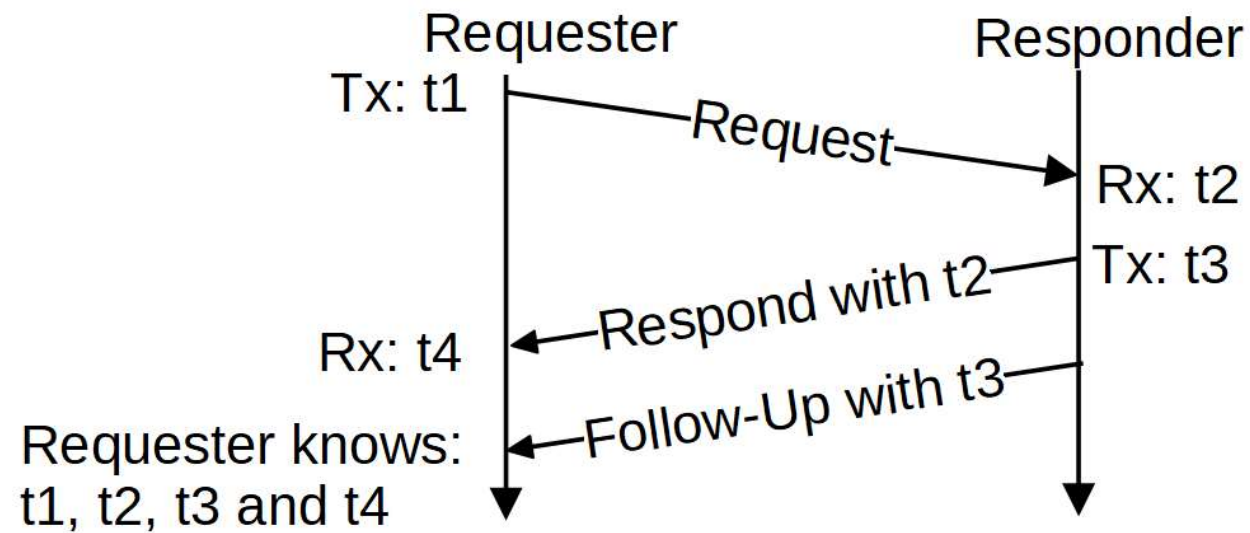 Requester
Responder
Tx: t1
Request
Rx: t2
Tx: t3
Respond with t2
Rx: t4
Follow-Up with t3
Requester knows:
t1, t2, t3 and t4